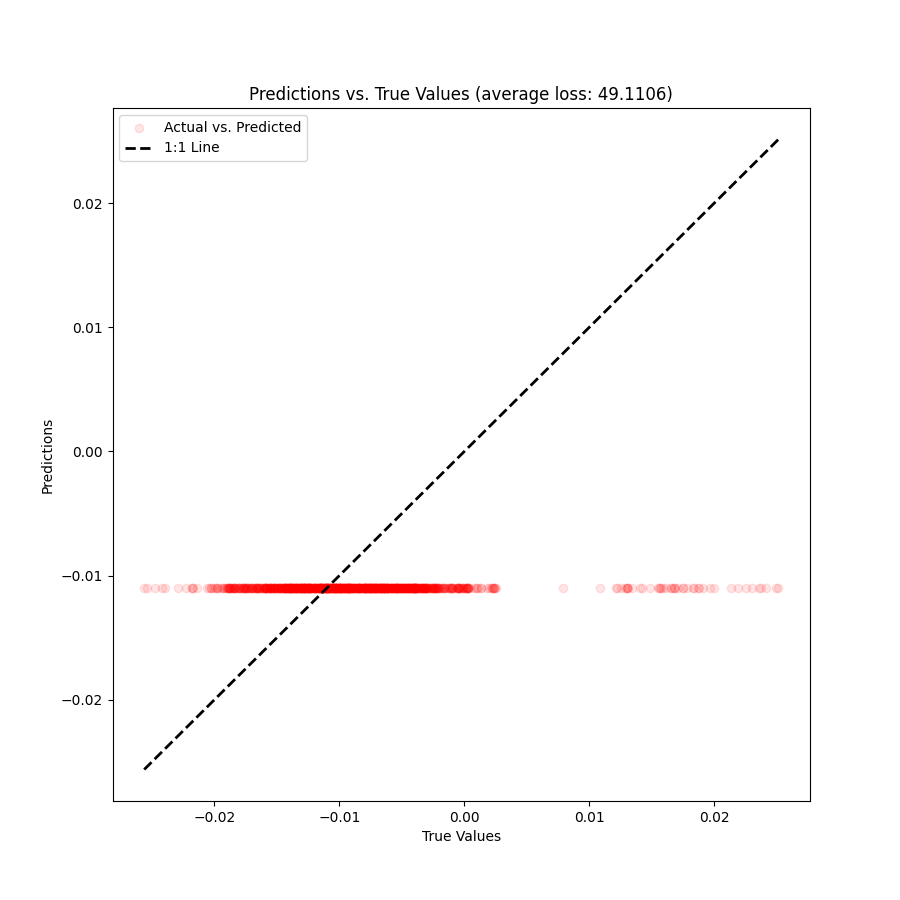 Predictions vs. True Values (average loss: 49.1106)
Actual vs. Predicted
1:1 Line
0.02
0.01
0.00
−0.01
−0.02
Predictions
−0.02
−0.01
0.00
0.01
0.02
True Values